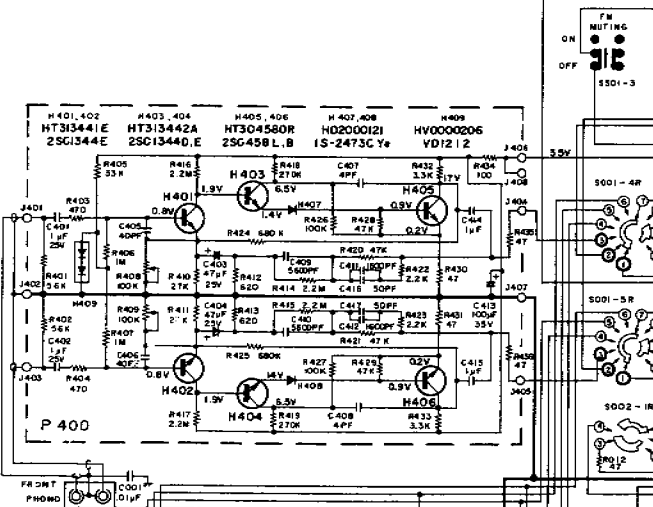 FM
MUTING
ON
OFF
S501-3
H401,402
HT313441E
2SC1344E
H403,404
HT313442A
2SC1344D,E
H405,406
HT304580R
2SC458L,B
H407,408
HD2000121
1S-2473C
H409
HV0000206
VD1212
J406
35V
R434
100
J408
R405
33K
R416
2.2M
H403
R418
270K
C407
4PF
R432
3.3K
17V
1.9V
6.5V
H401
H407
H405
J401
R403
470
0.8V
1.4V
0.9V
J404
S001-4R
C401
1μF
25V
C405
40PF
R424 680K
R426
100K
R428
47K
0.2V
C414
1μF
R435
47
R406
1M
C403
47μF
25V
C409
5600PF
R420 47K
C411 1600PF
R401
56K
R408
100K
R410
27K
R412
620
R414 2.2M
C416 50PF
R422
2.2K
R430
47
J402
H409
J407
R409
100K
R411
R413
620
R415 2.2M
C417 50PF
R423
2.2K
R431
47
C413
100μF
35V
S001-5R
R402
56K
C404
47μF
25V
C410
5600PF
C412 1600PF
R421 47K
R407
1M
C402
1μF
25V
C406
40PF
R425 680K
R427
100K
R429
47K
0.2V
C415
1μF
R436
47
J403
R404
470
0.8V
H402
H408
0.9V
J405
1.9V
6.5V
H406
H404
R417
2.2M
R419
270K
C408
4PF
R433
3.3K
S002-1R
P400
R012
47
FRONT
PHONO
C001
.01μF